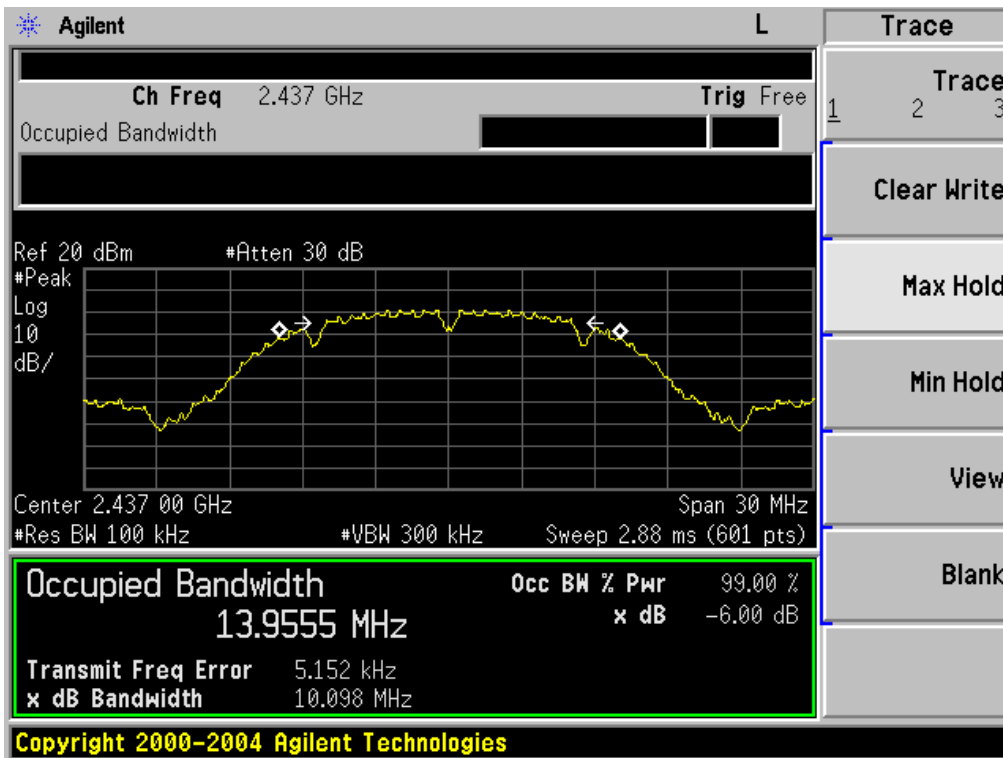 Agilent L
Ch Freq 2.437 GHz Trig Free
Occupied Bandwidth
Ref 20 dBm #Atten 30 dB
#Peak
Log
10
dB/
Center 2.437 00 GHz Span 30 MHz
#Res BW 100 kHz #VBW 300 kHz Sweep 2.88 ms (601 pts)
Occupied Bandwidth
13.9555 MHz
Occ BW % Pwr 99.00 %
x dB -6.00 dB
Transmit Freq Error 5.152 kHz
x dB Bandwidth 10.098 MHz
Copyright 2000-2004 Agilent Technologies
Trace
Trace
1 2 3
Clear Write
Max Hold
Min Hold
View
Blank